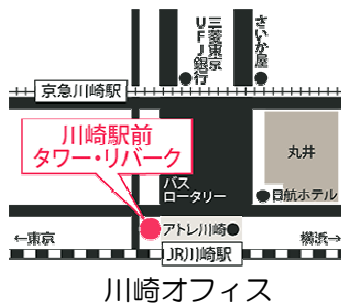 三菱東京
UFJ銀行
さいか屋
京急川崎駅
川崎駅前
タワー・リバーク
丸井
バス
ロータリー
日航ホテル
アトレ川崎
←東京
横浜→
JR川崎駅
川崎オフィス